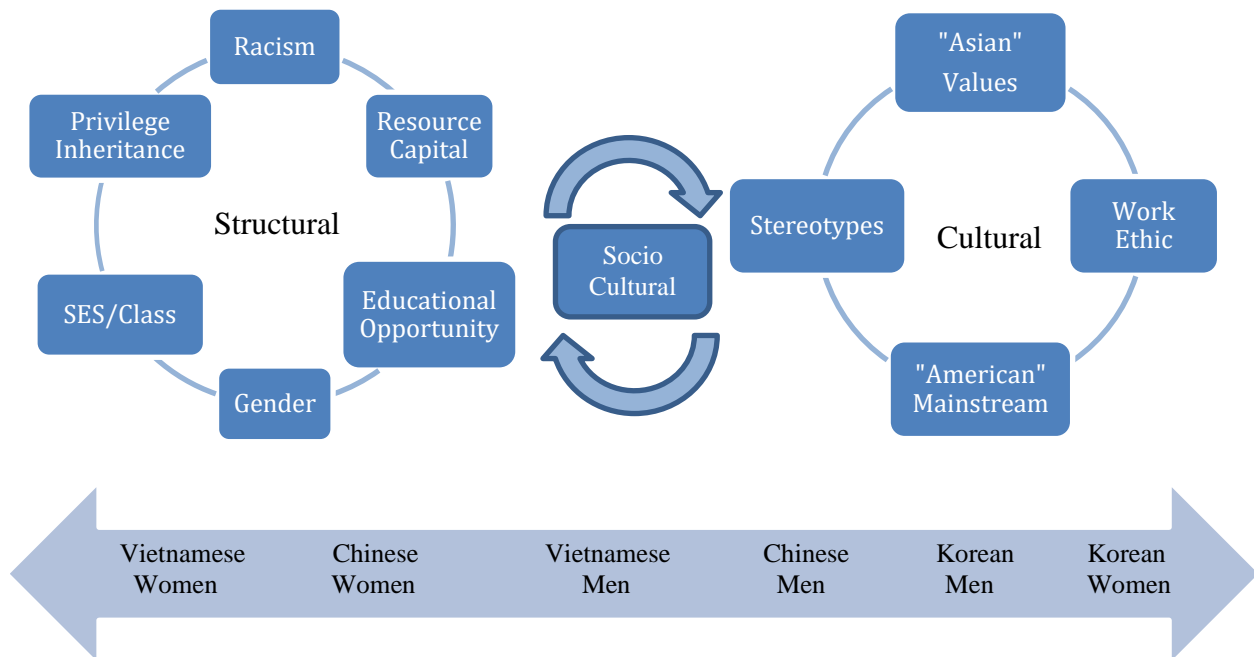 Racism
Privilege
Inheritance
Resource
Capital
Structural
SES/Class
Educational
Opportunity
Gender
Socio
Cultural
"Asian"
Values
Stereotypes
Cultural
Work
Ethic
"American"
Mainstream
Vietnamese
Women
Chinese
Women
Vietnamese
Men
Chinese
Men
Korean
Men
Korean
Women